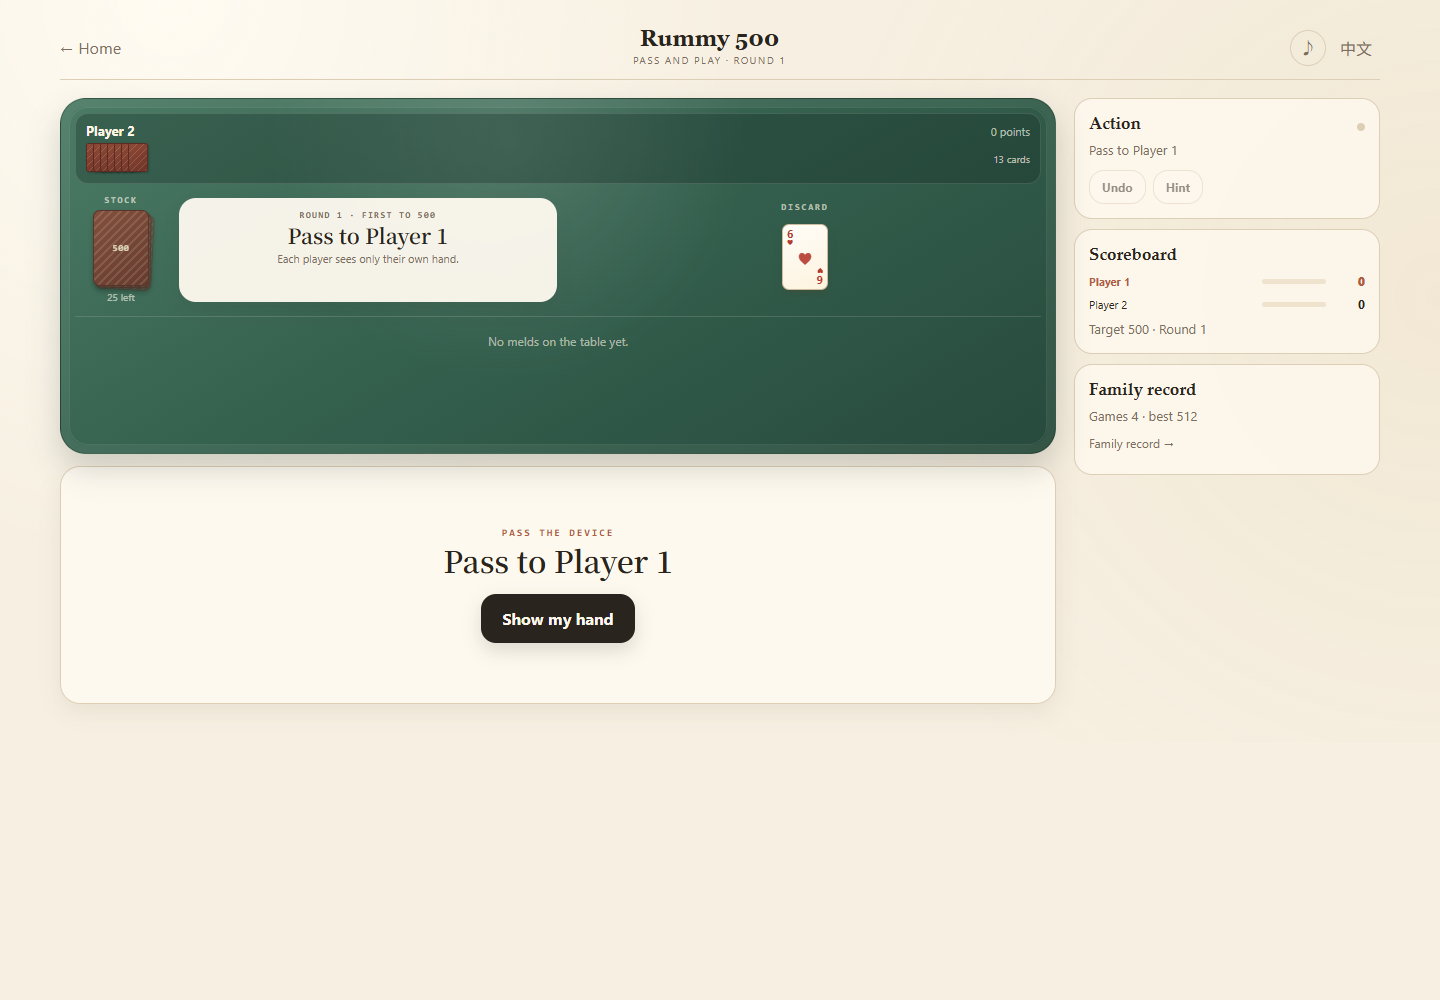 ← Home
Rummy 500
PASS AND PLAY · ROUND 1
♪
中文
Player 2
0 points
13 cards
STOCK
500
25 left
ROUND 1 · FIRST TO 500
Pass to Player 1
Each player sees only their own hand.
DISCARD
6
6
No melds on the table yet.
PASS THE DEVICE
Pass to Player 1
Show my hand
Action
Pass to Player 1
Undo
Hint
Scoreboard
Player 1 0
Player 2 0
Target 500 · Round 1
Family record
Games 4 · best 512
Family record →